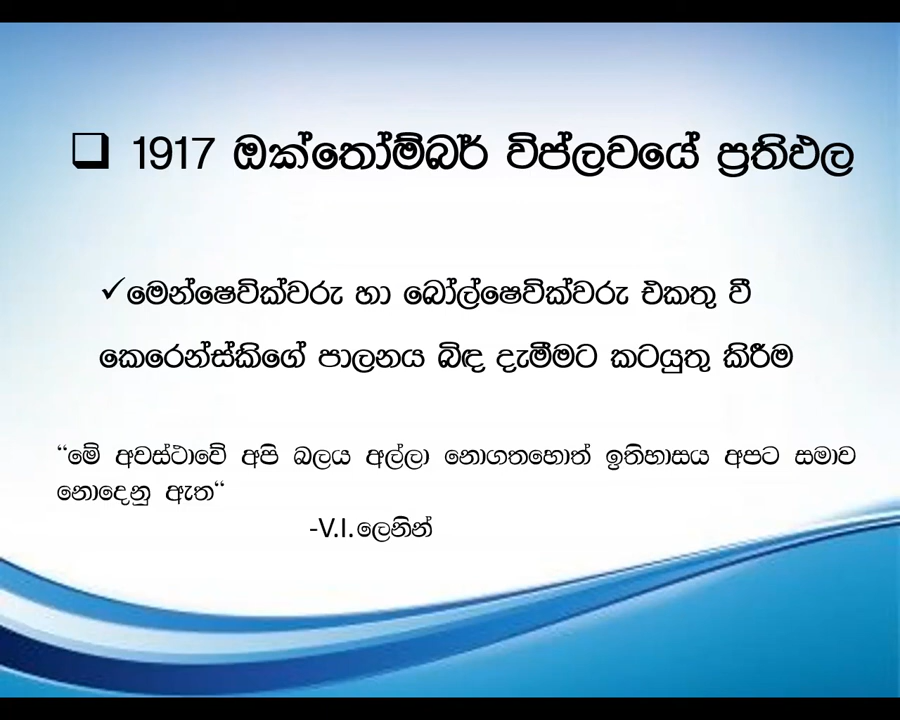 ❑ 1917 ඔක්තෝම්බර් විප්ලවයේ ප්‍රතිඵල
✓මෙන්ෂෙවික්වරු හා බෝල්ෂෙවික්වරු එකතු වී
කෙරෙන්ස්කිගේ පාලනය බිඳ දැමීමට කටයුතු කිරීම
“මේ අවස්ථාවේ අපි බලය අල්ලා නොගතහොත් ඉතිහාසය අපට සමාව
නොදෙනු ඇත“
-V.I.ලෙනින්